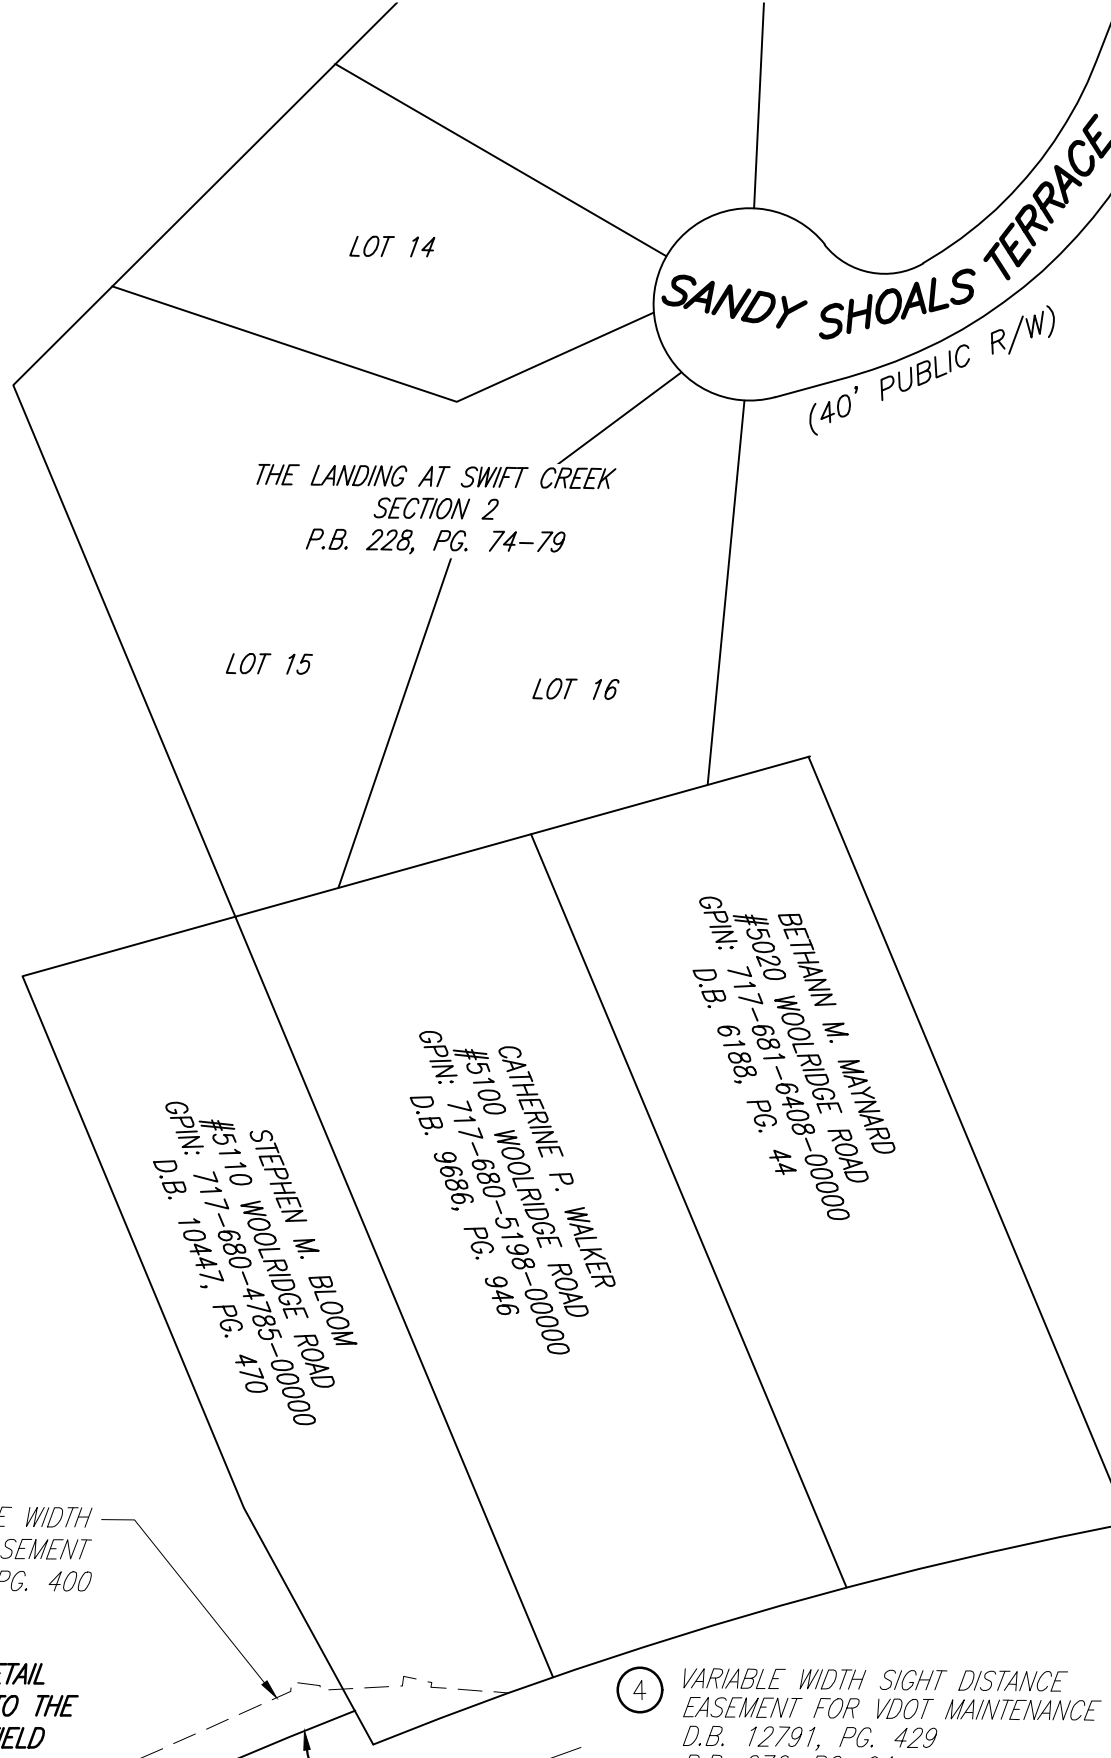 LOT 14
SANDY SHOALS TERRACE
(40' PUBLIC R/W)
THE LANDING AT SWIFT CREEK
SECTION 2
P.B. 228, PG. 74-79
LOT 15
LOT 16
BETHANN M. MAYNARD
#5020 WOOLRIDGE ROAD
GPIN: 717-681-6408-00000
D.B. 6188, PG. 44
CATHERINE P. WALKER
#5100 WOOLRIDGE ROAD
GPIN: 717-680-5198-00000
D.B. 9686, PG. 946
STEPHEN M. BLOOM
#5110 WOOLRIDGE ROAD
GPIN: 717-680-4785-00000
D.B. 10447, PG. 470
WIDTH
PG. 400
TO THE
4 VARIABLE WIDTH SIGHT DISTANCE
EASEMENT FOR VDOT MAINTENANCE
D.B. 12791, PG. 429